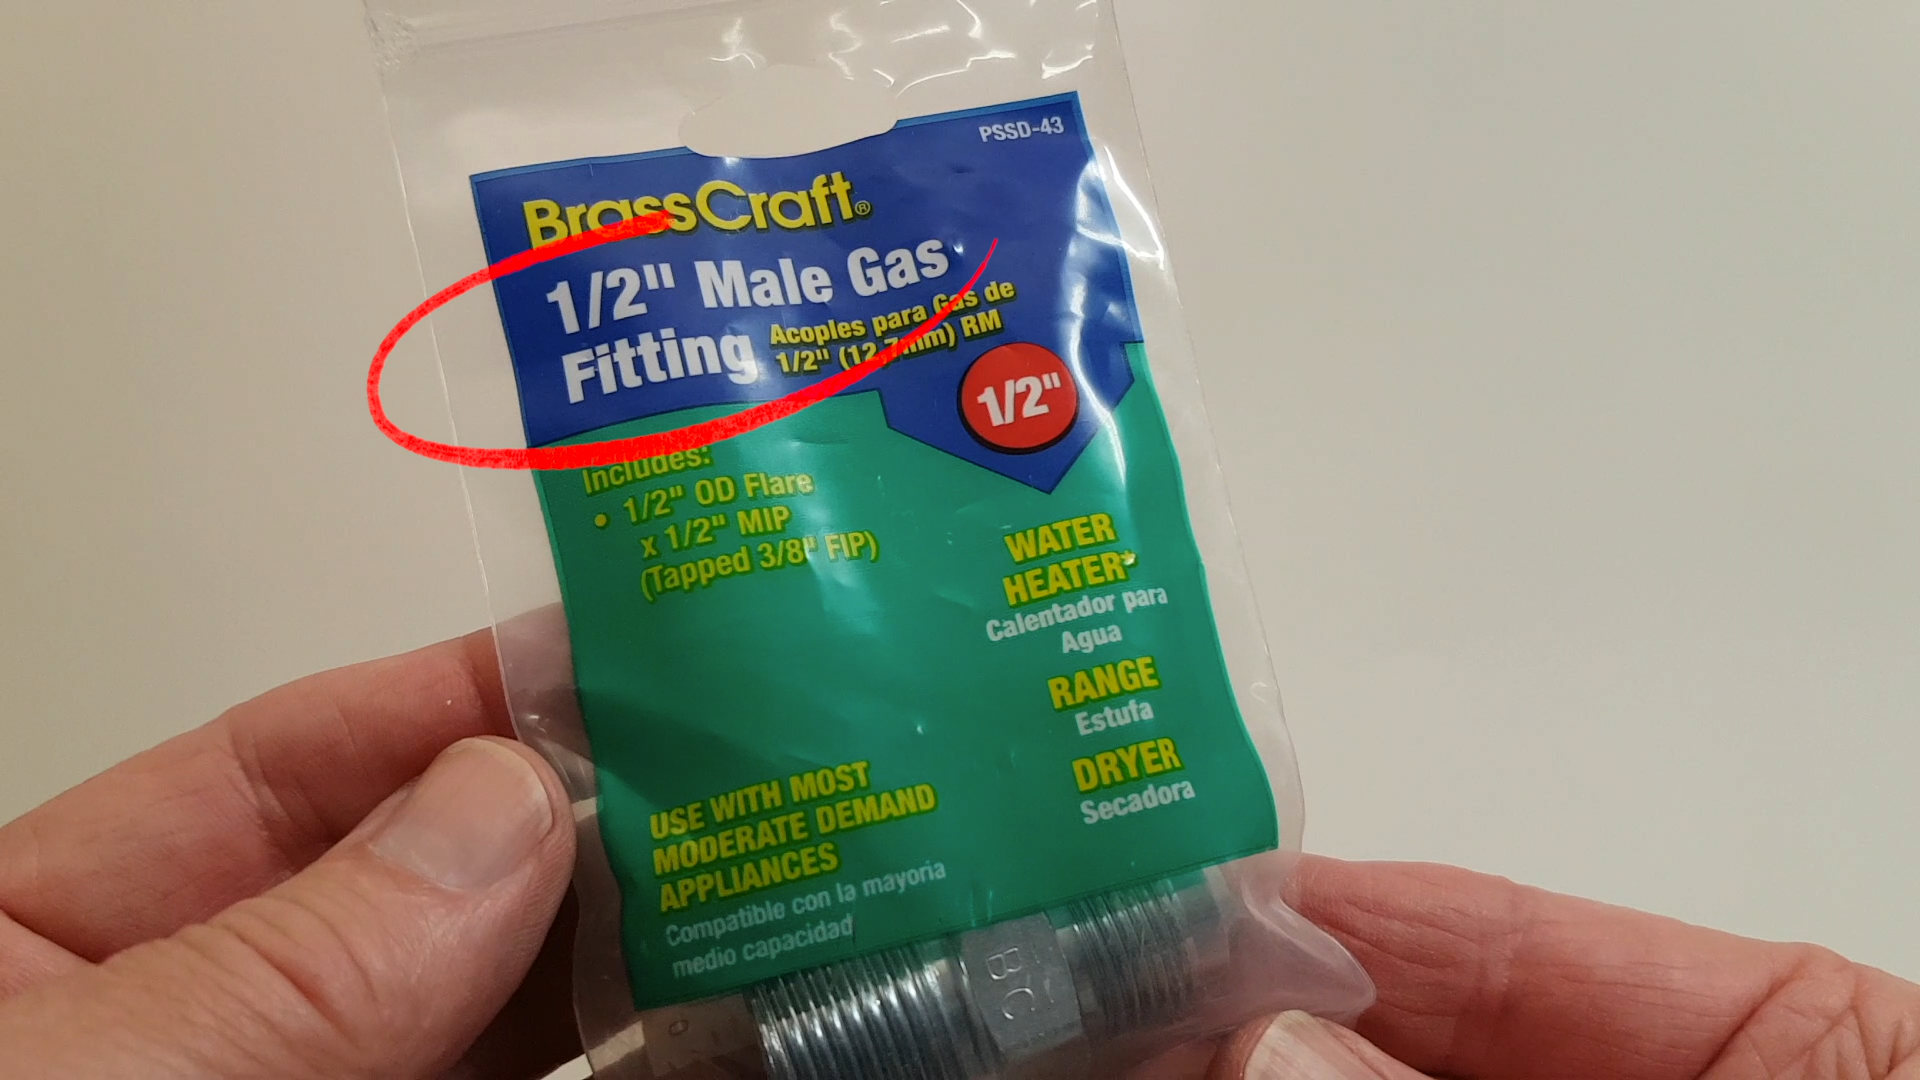 PSSD-43
BrassCraft®
1/2" Male Gas
Fitting
Acoples para Gas de
1/2" (12,7mm) RM
1/2"
Includes:
• 1/2" OD Flare
x 1/2" MIP
(Tapped 3/8" FIP)
WATER
HEATER*
Calentador para
Agua
RANGE
Estufa
DRYER
Secadora
USE WITH MOST
MODERATE DEMAND
APPLIANCES
Compatible con la mayoria
medio capacidad
BC